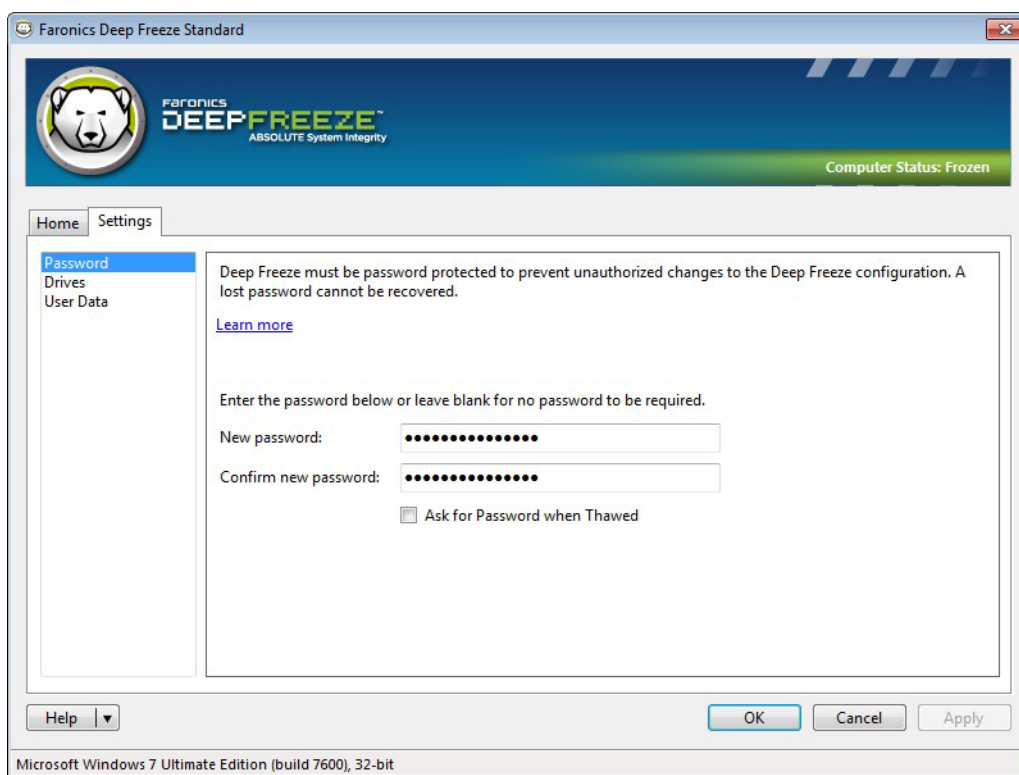 Faronics Deep Freeze Standard
Faronics
DEEPFREEZE™
ABSOLUTE System Integrity
Computer Status: Frozen
Home Settings
Password
Drives
User Data
Deep Freeze must be password protected to prevent unauthorized changes to the Deep Freeze configuration. A
lost password cannot be recovered.
Learn more
Enter the password below or leave blank for no password to be required.
New password: •••••••••••••••
Confirm new password: •••••••••••••••
Ask for Password when Thawed
Help
OK Cancel Apply
Microsoft Windows 7 Ultimate Edition (build 7600), 32-bit